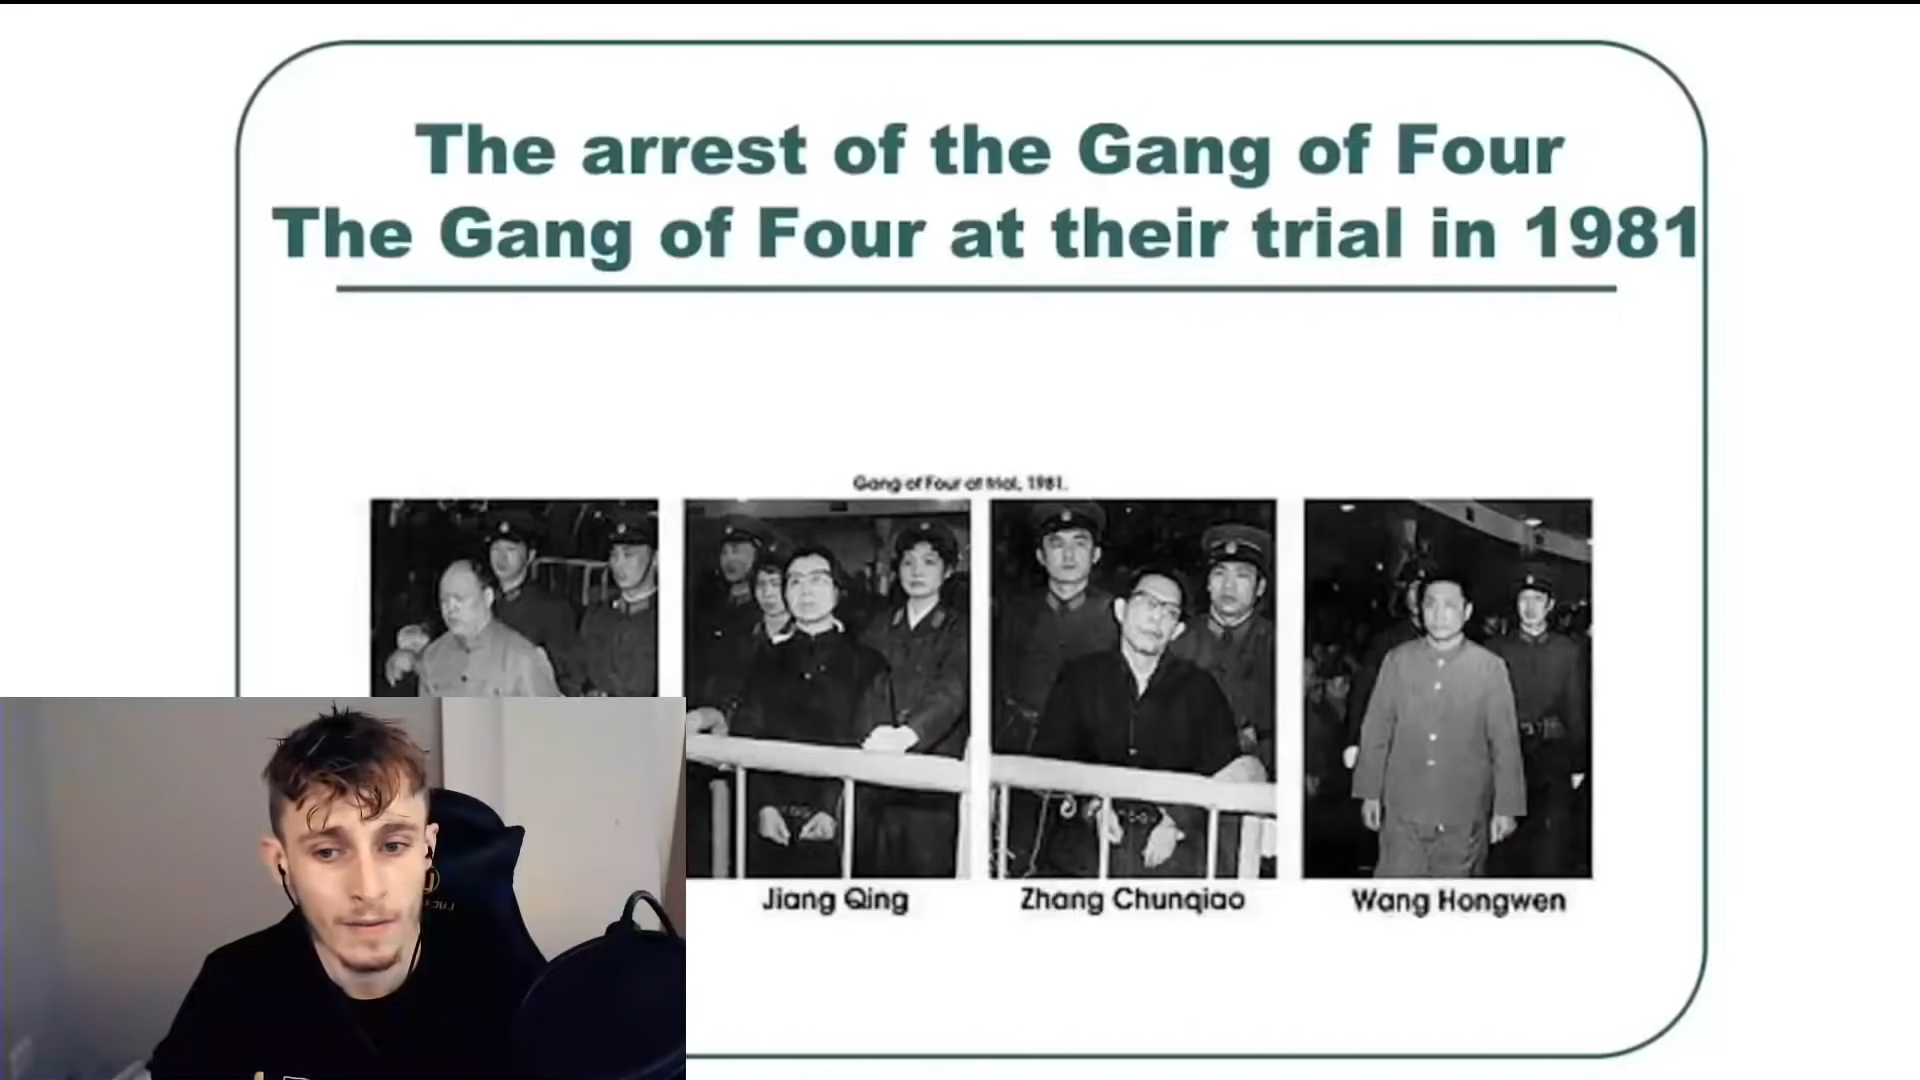 The arrest of the Gang of Four
The Gang of Four at their trial in 1981
Gang of Four at trial, 1981.
Jiang Qing
Zhang Chunqiao
Wang Hongwen